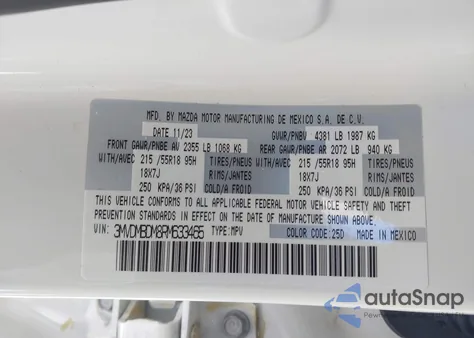 MFD. BY MAZDA MOTOR MANUFACTURING DE MEXICO S.A. DE C.V.
DATE 11/23 GVWR/PNBV 4381 LB 1987 KG
FRONT GAWR/PNBE AV 2355 LB 1068 KG REAR GAWR/PNBE AR 2072 LB 940 KG
WITH/AVEC 215/55R18 95H TIRES/PNEUS WITH/AVEC 215/55R18 95H TIRES/PNEUS
18X7J RIMS/JANTES 18X7J RIMS/JANTES
250 KPA/36 PSI COLD/A FROID 250 KPA/36 PSI COLD/A FROID
THIS VEHICLE CONFORMS TO ALL APPLICABLE FEDERAL MOTOR VEHICLE SAFETY, BUMPER, AND THEFT
PREVENTION STANDARDS IN EFFECT ON THE DATE OF MANUFACTURE SHOWN ABOVE.
VIN: 3MVDMBDM8RM633465 TYPE: MPV COLOR CODE: 25D MADE IN MEXICO
autoSnap